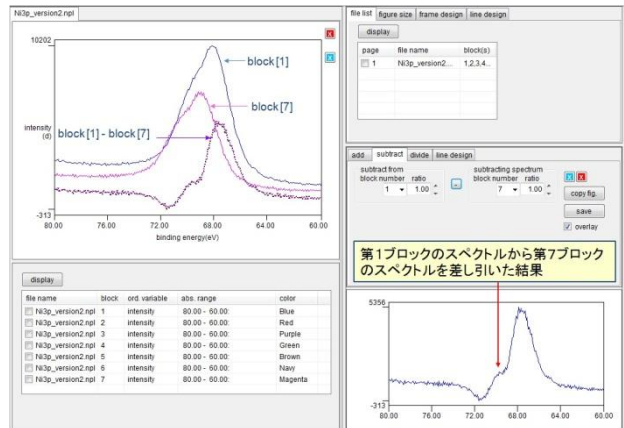 Ni3p_version2.npl
10202
block[1]
block[7]
intensity
(d)
block[1] - block[7]
-313
80.00 76.00 72.00 68.00 64.00 60.00
binding energy(eV)
display
file name block ord. variable abs. range color
Ni3p_version2.npl 1 intensity 80.00 - 60.00: Blue
Ni3p_version2.npl 2 intensity 80.00 - 60.00: Red
Ni3p_version2.npl 3 intensity 80.00 - 60.00: Purple
Ni3p_version2.npl 4 intensity 80.00 - 60.00: Green
Ni3p_version2.npl 5 intensity 80.00 - 60.00: Brown
Ni3p_version2.npl 6 intensity 80.00 - 60.00: Navy
Ni3p_version2.npl 7 intensity 80.00 - 60.00: Magenta
file list figure size frame design line design
display
page file name block(s)
1 Ni3p_version2... 1,2,3,4...
add subtract divide line design
subtract from subtracting spectrum
block number ratio block number ratio
1 1.00 - 7 1.00
copy fig.
save
overlay
第1ブロックのスペクトルから第7ブロック
のスペクトルを差し引いた結果
5356
-313
80.00 76.00 72.00 68.00 64.00 60.00